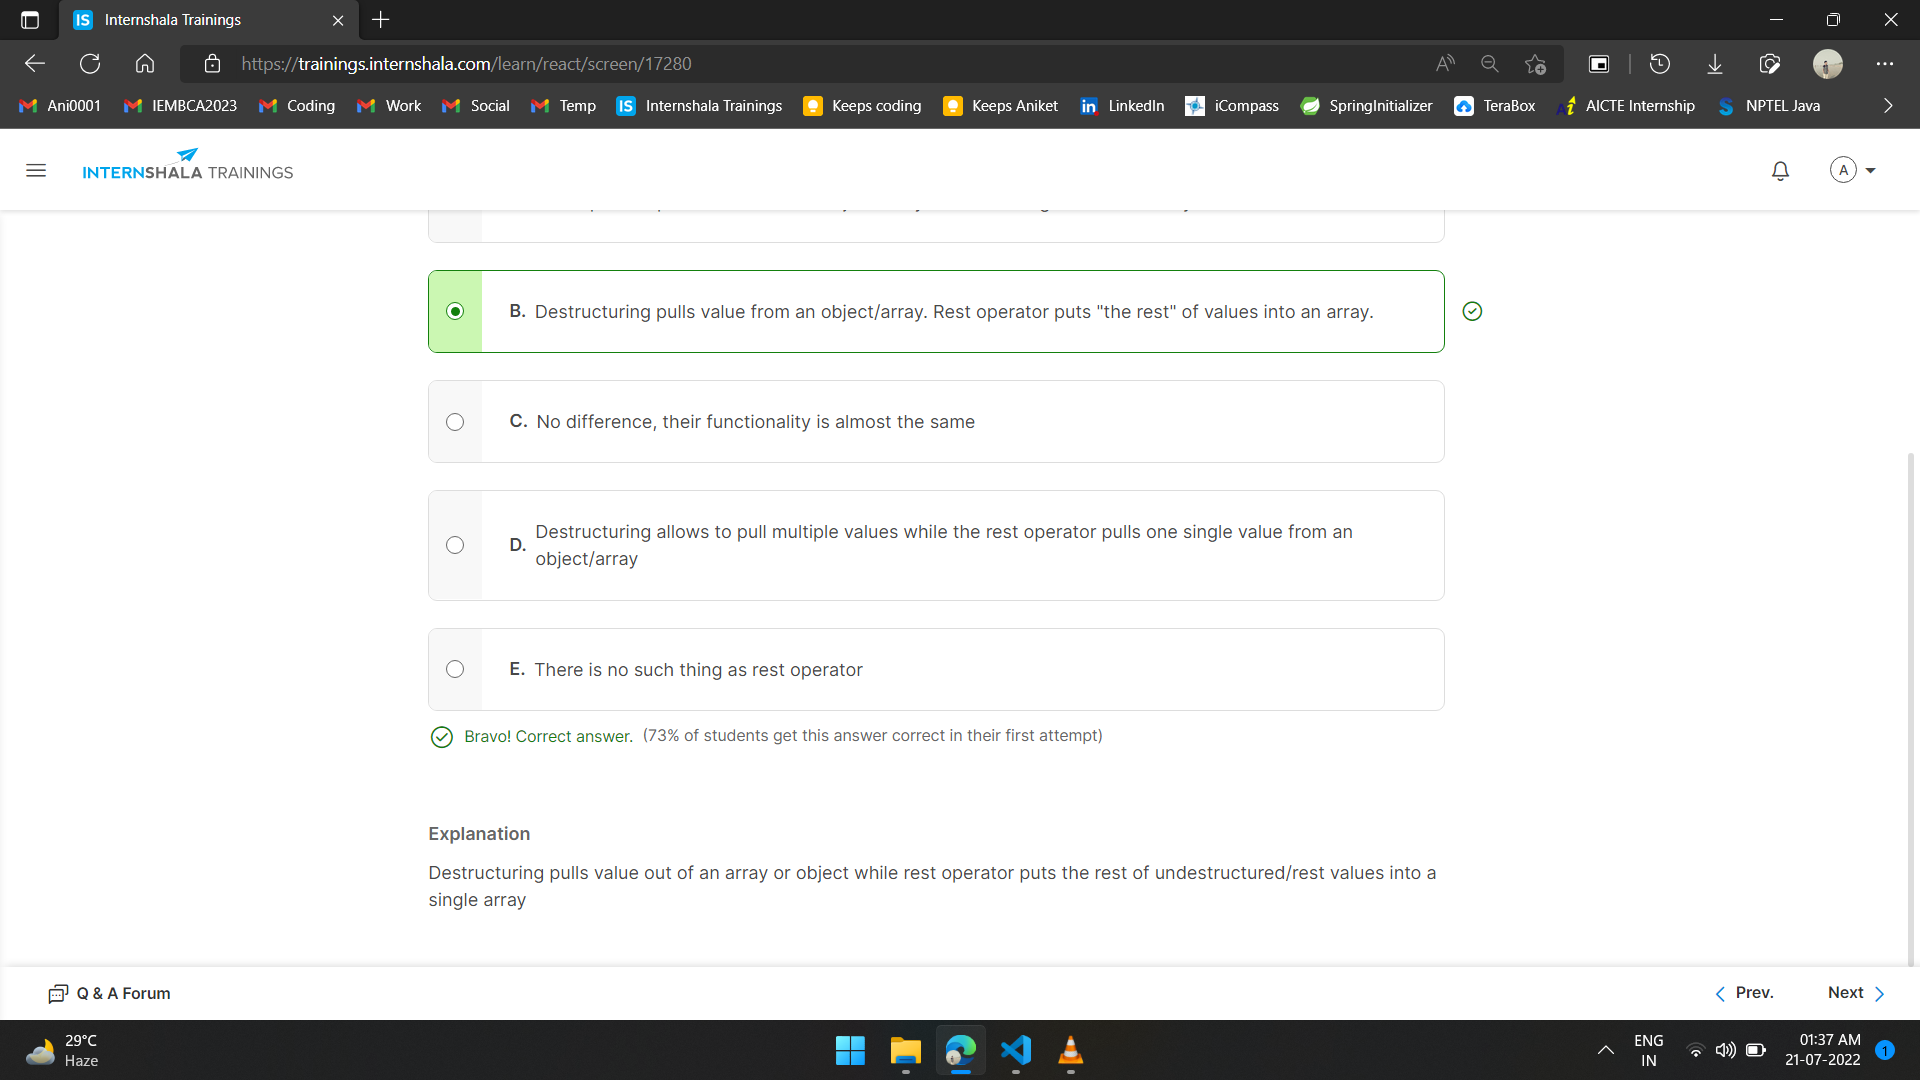 Internshala Trainings
https://trainings.internshala.com/learn/react/screen/17280
Ani0001 IEMBCA2023 Coding Work Social Temp Internshala Trainings Keeps coding Keeps Aniket LinkedIn iCompass SpringInitializer TeraBox AICTE Internship NPTEL Java
INTERNSHALA TRAININGS
A
B. Destructuring pulls value from an object/array. Rest operator puts "the rest" of values into an array.
C. No difference, their functionality is almost the same
D. Destructuring allows to pull multiple values while the rest operator pulls one single value from an
object/array
E. There is no such thing as rest operator
Bravo! Correct answer. (73% of students get this answer correct in their first attempt)
Explanation
Destructuring pulls value out of an array or object while rest operator puts the rest of undestructured/rest values into a
single array
Q & A Forum
Prev. Next
29°C
Haze
ENG
IN
01:37 AM
21-07-2022
1